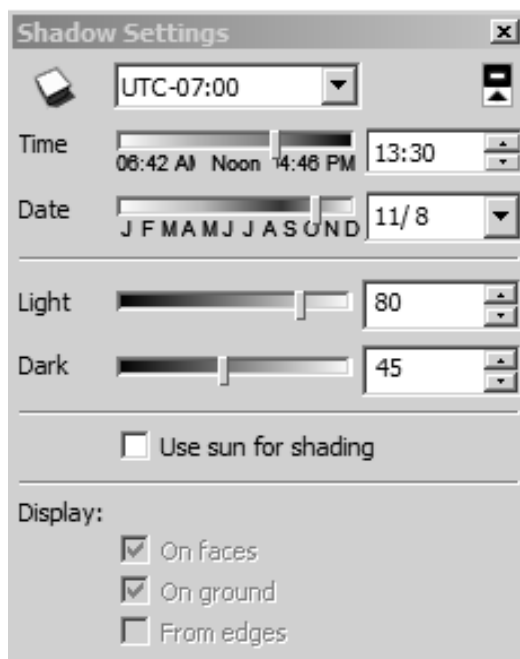 Shadow Settings
UTC-07:00
Time
06:42 AM Noon 4:46 PM
13:30
Date
J F M A M J J A S O N D
11/ 8
Light
80
Dark
45
Use sun for shading
Display:
On faces
On ground
From edges